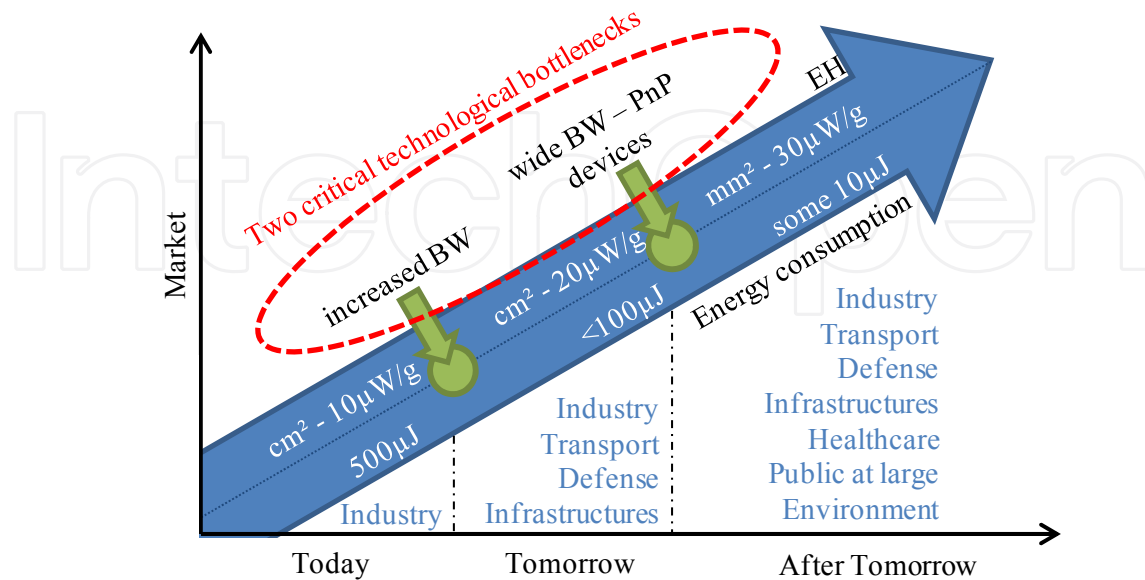 Two critical technological bottlenecks
EH
wide BW – PnP
devices
mm² - 30µW/g
some 10µJ
Market
increased BW
cm² - 20µW/g
<100µJ
Energy consumption
cm² - 10µW/g
500µJ
Industry
Industry
Transport
Defense
Infrastructures
Industry
Transport
Defense
Infrastructures
Healthcare
Public at large
Environment
Today
Tomorrow
After Tomorrow
IntechOpen